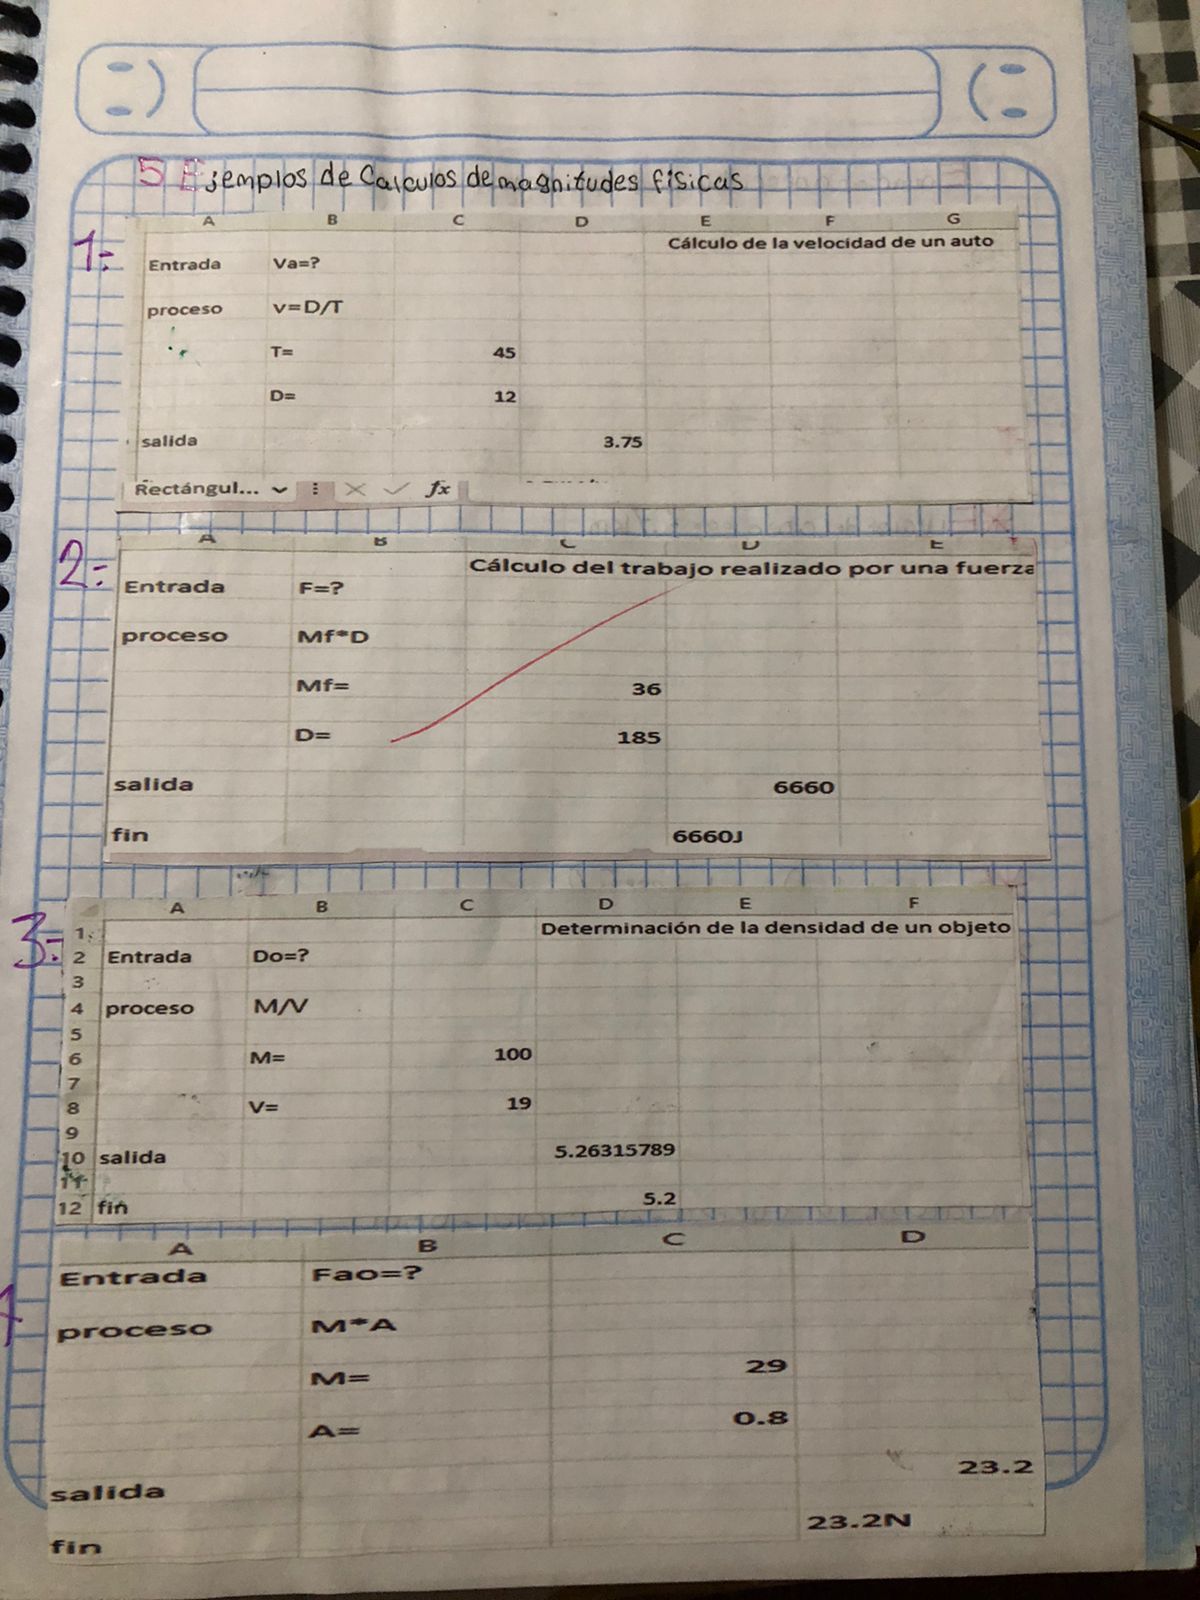 5 Ejemplos de Calculos de magnitudes físicas
1:
A B C D E F G
Cálculo de la velocidad de un auto
Entrada Va=?
proceso v=D/T
T= 45
D= 12
salida 3.75
Rectángul... fx
2:
A B C D E
Cálculo del trabajo realizado por una fuerza
Entrada F=?
proceso Mf*D
Mf= 36
D= 185
salida 6660
fin 6660J
3:
A B C D E F
1 Determinación de la densidad de un objeto
2 Entrada Do=?
3
4 proceso M/V
5
6 M= 100
7
8 V= 19
9
10 salida 5.26315789
11
12 fin 5.2
A B C D
Entrada Fao=?
proceso M*A
M= 29
A= 0.8
salida 23.2
fin 23.2N